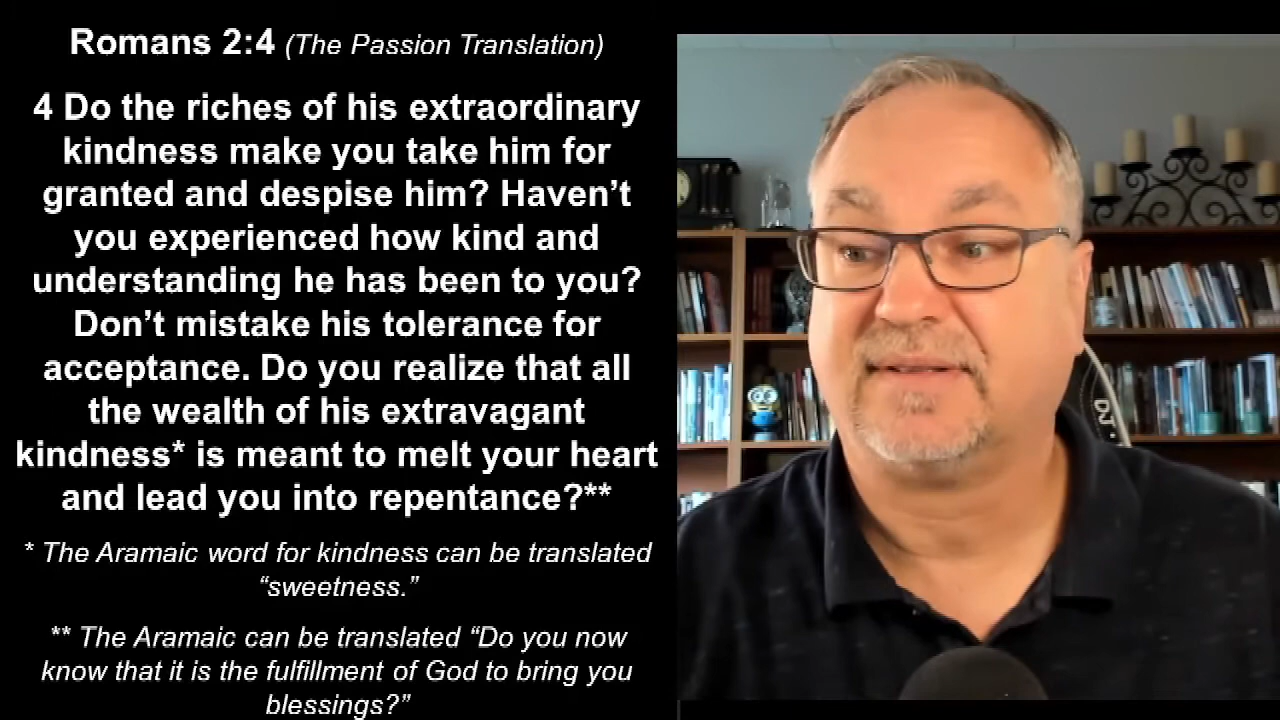 Romans 2:4 (The Passion Translation)
4 Do the riches of his extraordinary
kindness make you take him for
granted and despise him? Haven’t
you experienced how kind and
understanding he has been to you?
Don’t mistake his tolerance for
acceptance. Do you realize that all
the wealth of his extravagant
kindness* is meant to melt your heart
and lead you into repentance?**
* The Aramaic word for kindness can be translated
“sweetness.”
** The Aramaic can be translated “Do you now
know that it is the fulfillment of God to bring you
blessings?”